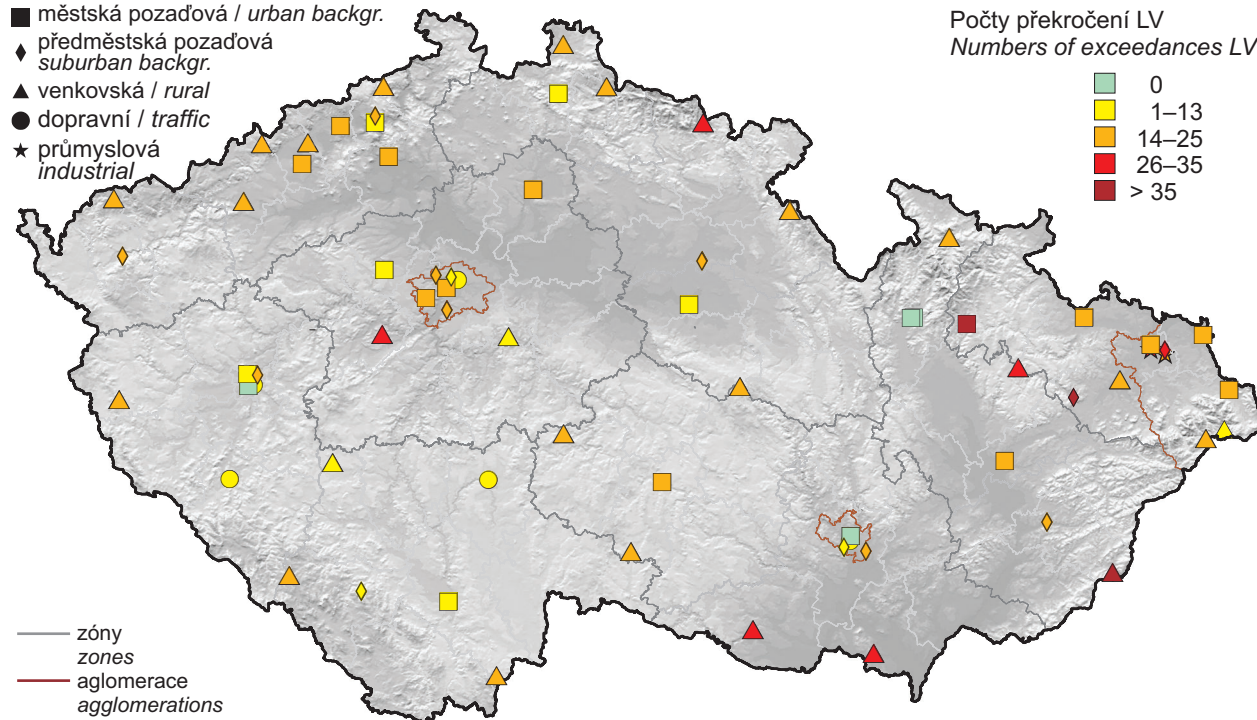 městská pozaďová / urban backgr.
předměstská pozaďová
suburban backgr.
venkovská / rural
dopravní / traffic
průmyslová
industrial
Počty překročení LV
Numbers of exceedances LV
0
1–13
14–25
26–35
> 35
zóny
zones
aglomerace
agglomerations